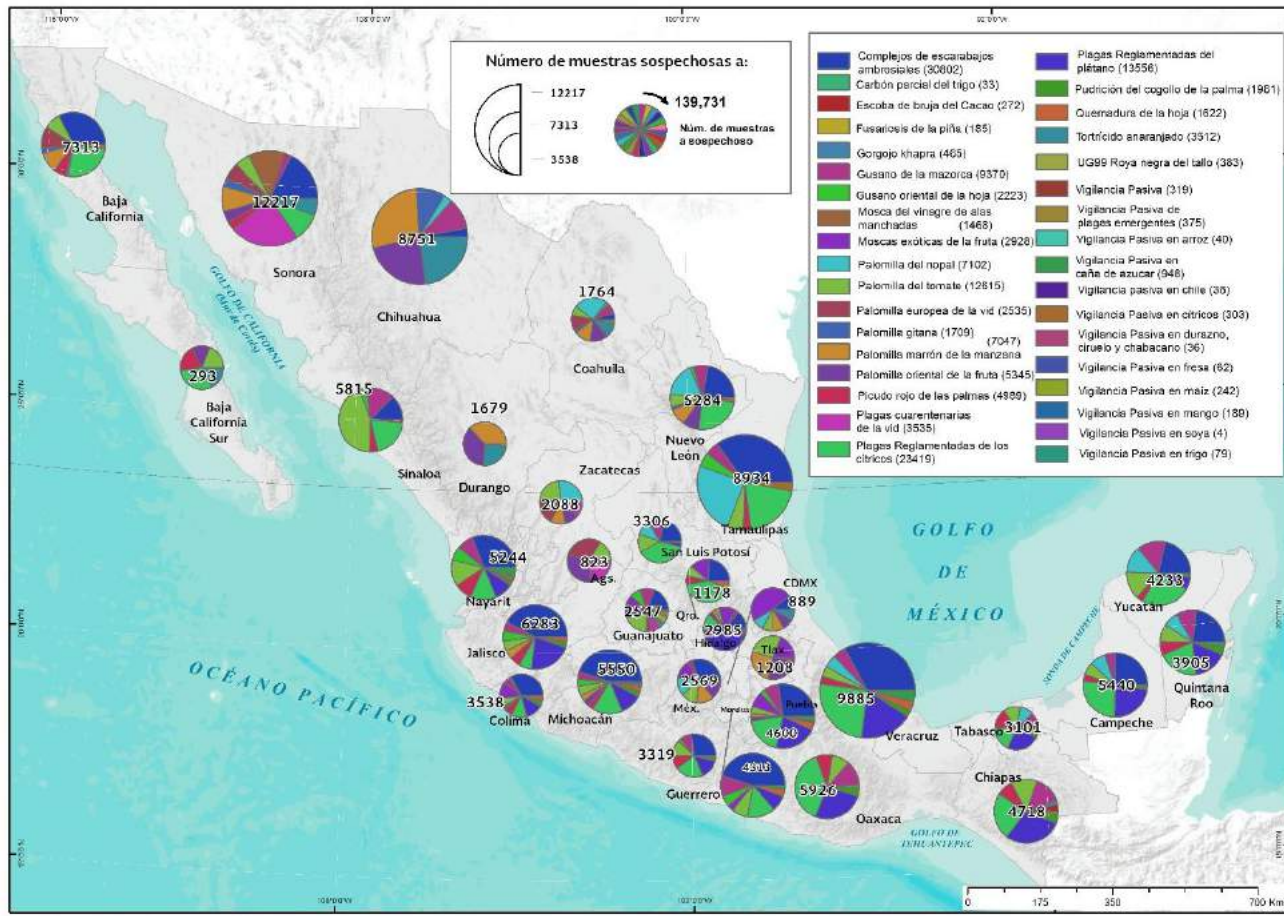 Número de muestras sospechosas a:
12217
7313
3538
139,731
Núm. de muestras
a sospechoso
Complejos de escarabajos
ambrosiales (30802)
Carbón parcial del trigo (33)
Escoba de bruja del Cacao (272)
Fusariosis de la piña (185)
Gorgojo khapra (465)
Gusano de la mazorca (9370)
Gusano oriental de la hoja (2223)
Mosca del vinagre de alas
manchadas (1468)
Moscas exóticas de la fruta (2928)
Palomilla del nopal (7102)
Palomilla del tomate (12615)
Palomilla europea de la vid (2535)
Palomilla gitana (1709)
(7047)
Palomilla marrón de la manzana
Palomilla oriental de la fruta (5345)
Picudo rojo de las palmas (4989)
Plagas cuarentenarias
de la vid (3535)
Plagas Reglamentadas de los
cítricos (23419)
Plagas Reglamentadas del
plátano (13556)
Pudrición del cogollo de la palma (1981)
Quemadura de la hoja (1622)
Tortrícido anaranjado (3512)
UG99 Roya negra del tallo (383)
Vigilancia Pasiva (319)
Vigilancia Pasiva de
plagas emergentes (375)
Vigilancia Pasiva en arroz (40)
Vigilancia Pasiva en
caña de azucar (948)
Vigilancia pasiva en chile (38)
Vigilancia Pasiva en cítricos (303)
Vigilancia Pasiva en durazno,
ciruelo y chabacano (36)
Vigilancia Pasiva en fresa (62)
Vigilancia Pasiva en maiz (242)
Vigilancia Pasiva en mango (189)
Vigilancia Pasiva en soya (4)
Vigilancia Pasiva en trigo (79)
7313
Baja
California
12217
Sonora
8751
Chihuahua
1764
Coahuila
GOLFO DE CALIFORNIA
(Mar de Cortés)
293
Baja
California
Sur
5815
Sinaloa
1679
Durango
5284
Nuevo
León
Zacatecas
2088
8934
Tamaulipas
3306
San Luis Potosí
823
Ags.
5244
Nayarit
1178
Qro.
CDMX
889
2547
Guanajuato
2985
Hidalgo
6283
Jalisco
Tlax
1203
5550
Michoacán
3538
Colima
2569
Méx.
Morelos
Puebla
4600
9885
Veracruz
3319
Guerrero
4313
5926
Oaxaca
3101
Tabasco
Chiapas
4718
5440
Campeche
4233
Yucatán
3905
Quintana
Roo
GOLFO
DE
MÉXICO
SONDA DE CAMPECHE
OCÉANO PACÍFICO
GOLFO DE
TEHUANTEPEC
0 175 350 700 Km